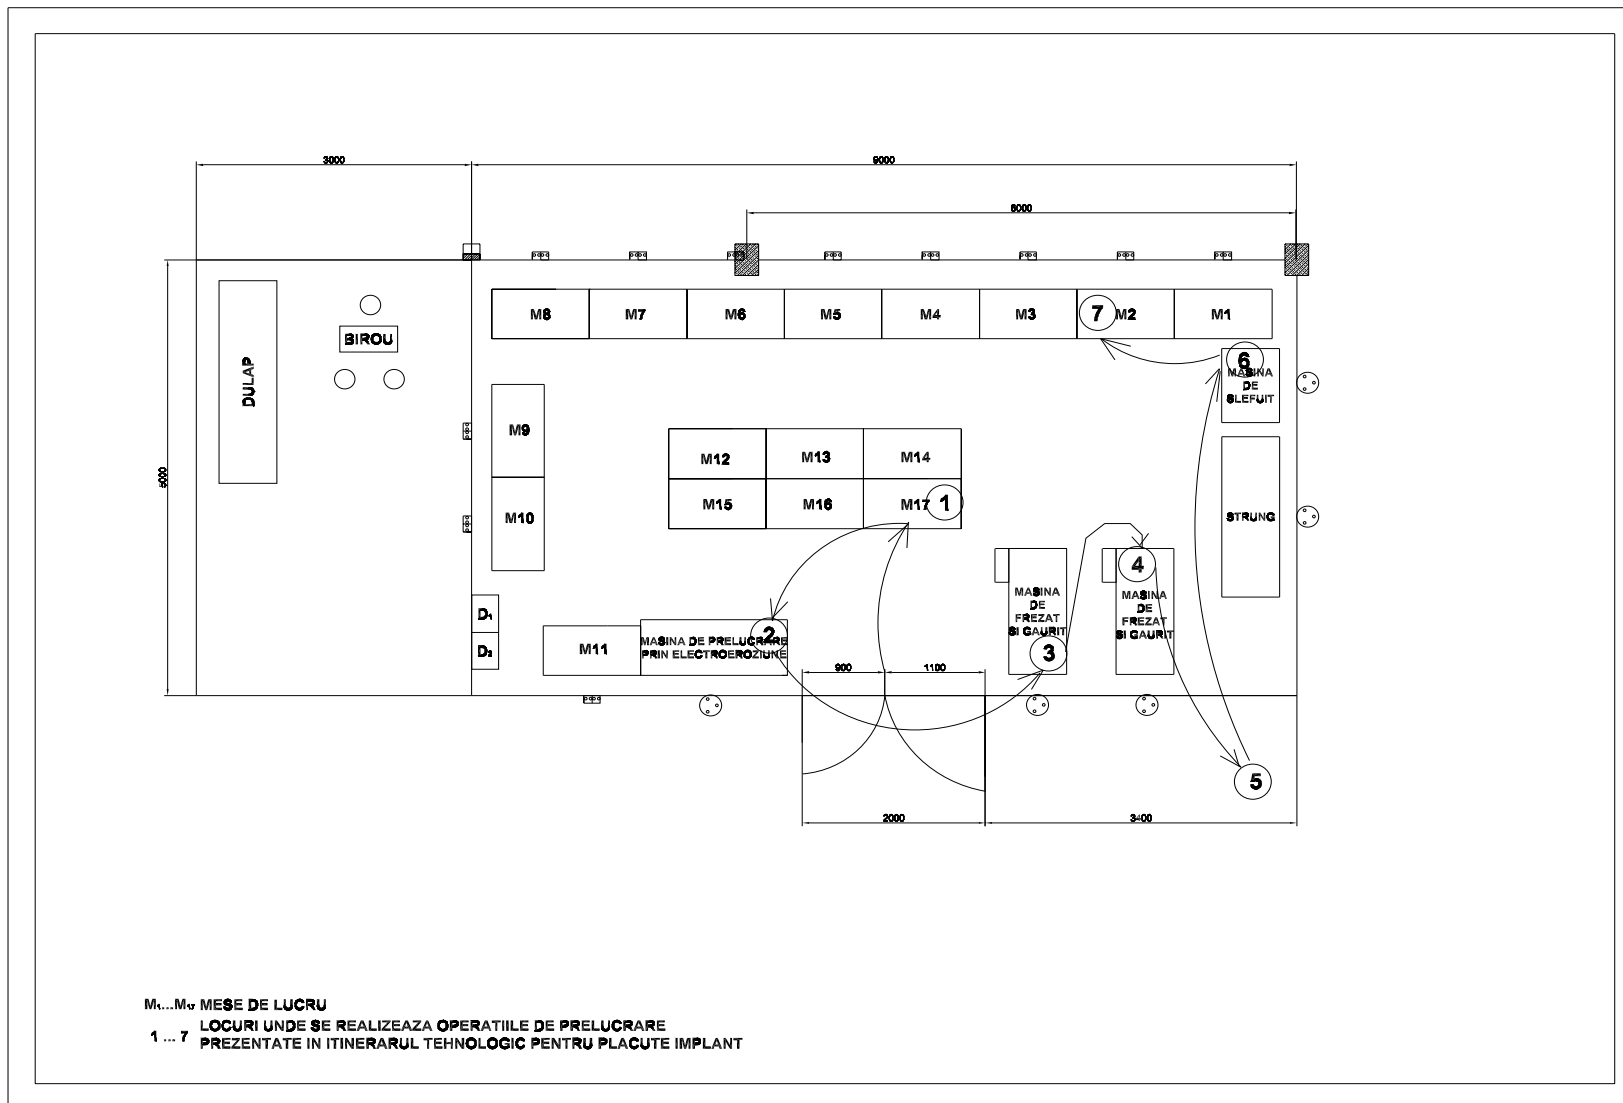 3000
9000
6000
M8
M7
M6
M5
M4
M3
7
M2
M1
BIROU
DULAP
6
MASINA
DE
SLEFUIT
M9
M12
M13
M14
M15
M16
M17
1
M10
STRUNG
4
MASINA
DE
FREZAT
SI GAURIT
MASINA
DE
FREZAT
SI GAURIT
3
D1
D2
M11
2
MASINA DE PRELUCRARE
PRIN ELECTROEROZIUNE
900
1100
5
2000
3400
M1...M17 MESE DE LUCRU
1 ... 7 LOCURI UNDE SE REALIZEAZA OPERATIILE DE PRELUCRARE
PREZENTATE IN ITINERARUL TEHNOLOGIC PENTRU PLACUTE IMPLANT